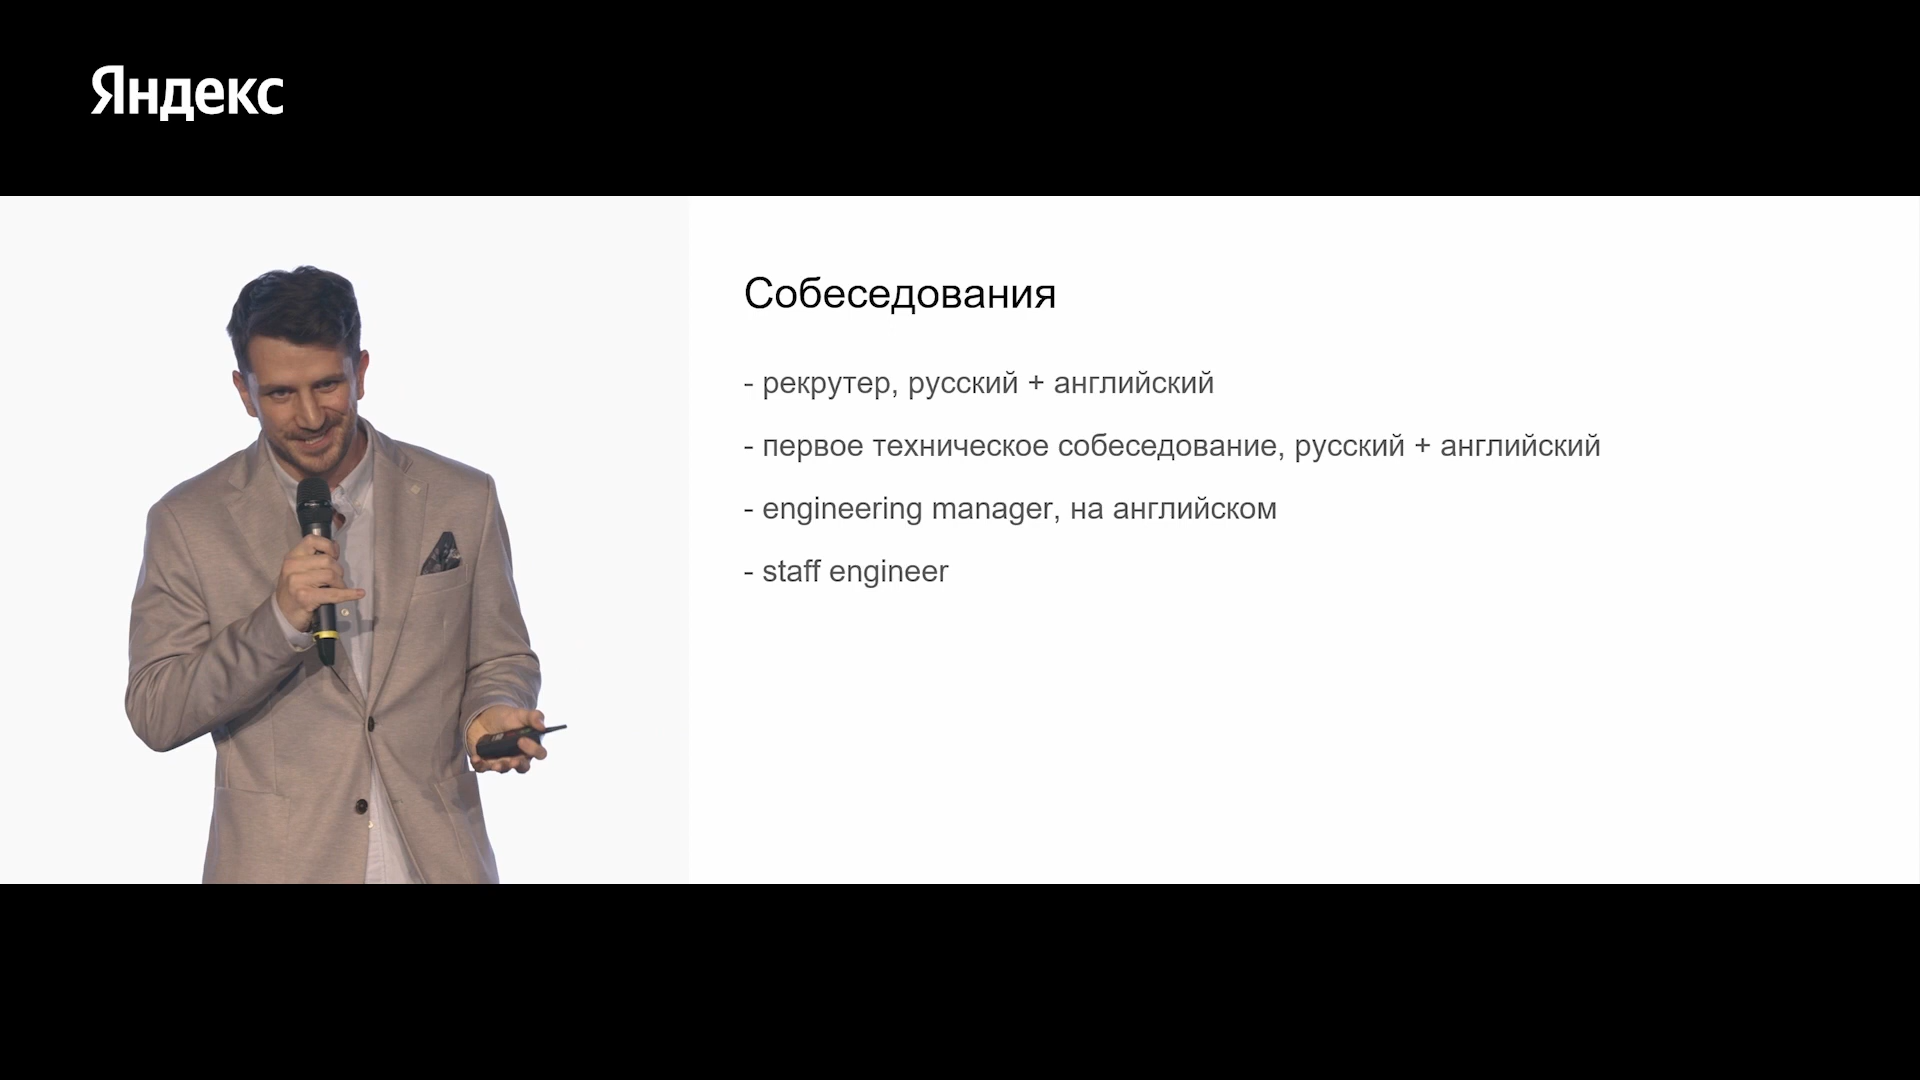 Яндекс
Собеседования
- рекрутер, русский + английский
- первое техническое собеседование, русский + английский
- engineering manager, на английском
- staff engineer